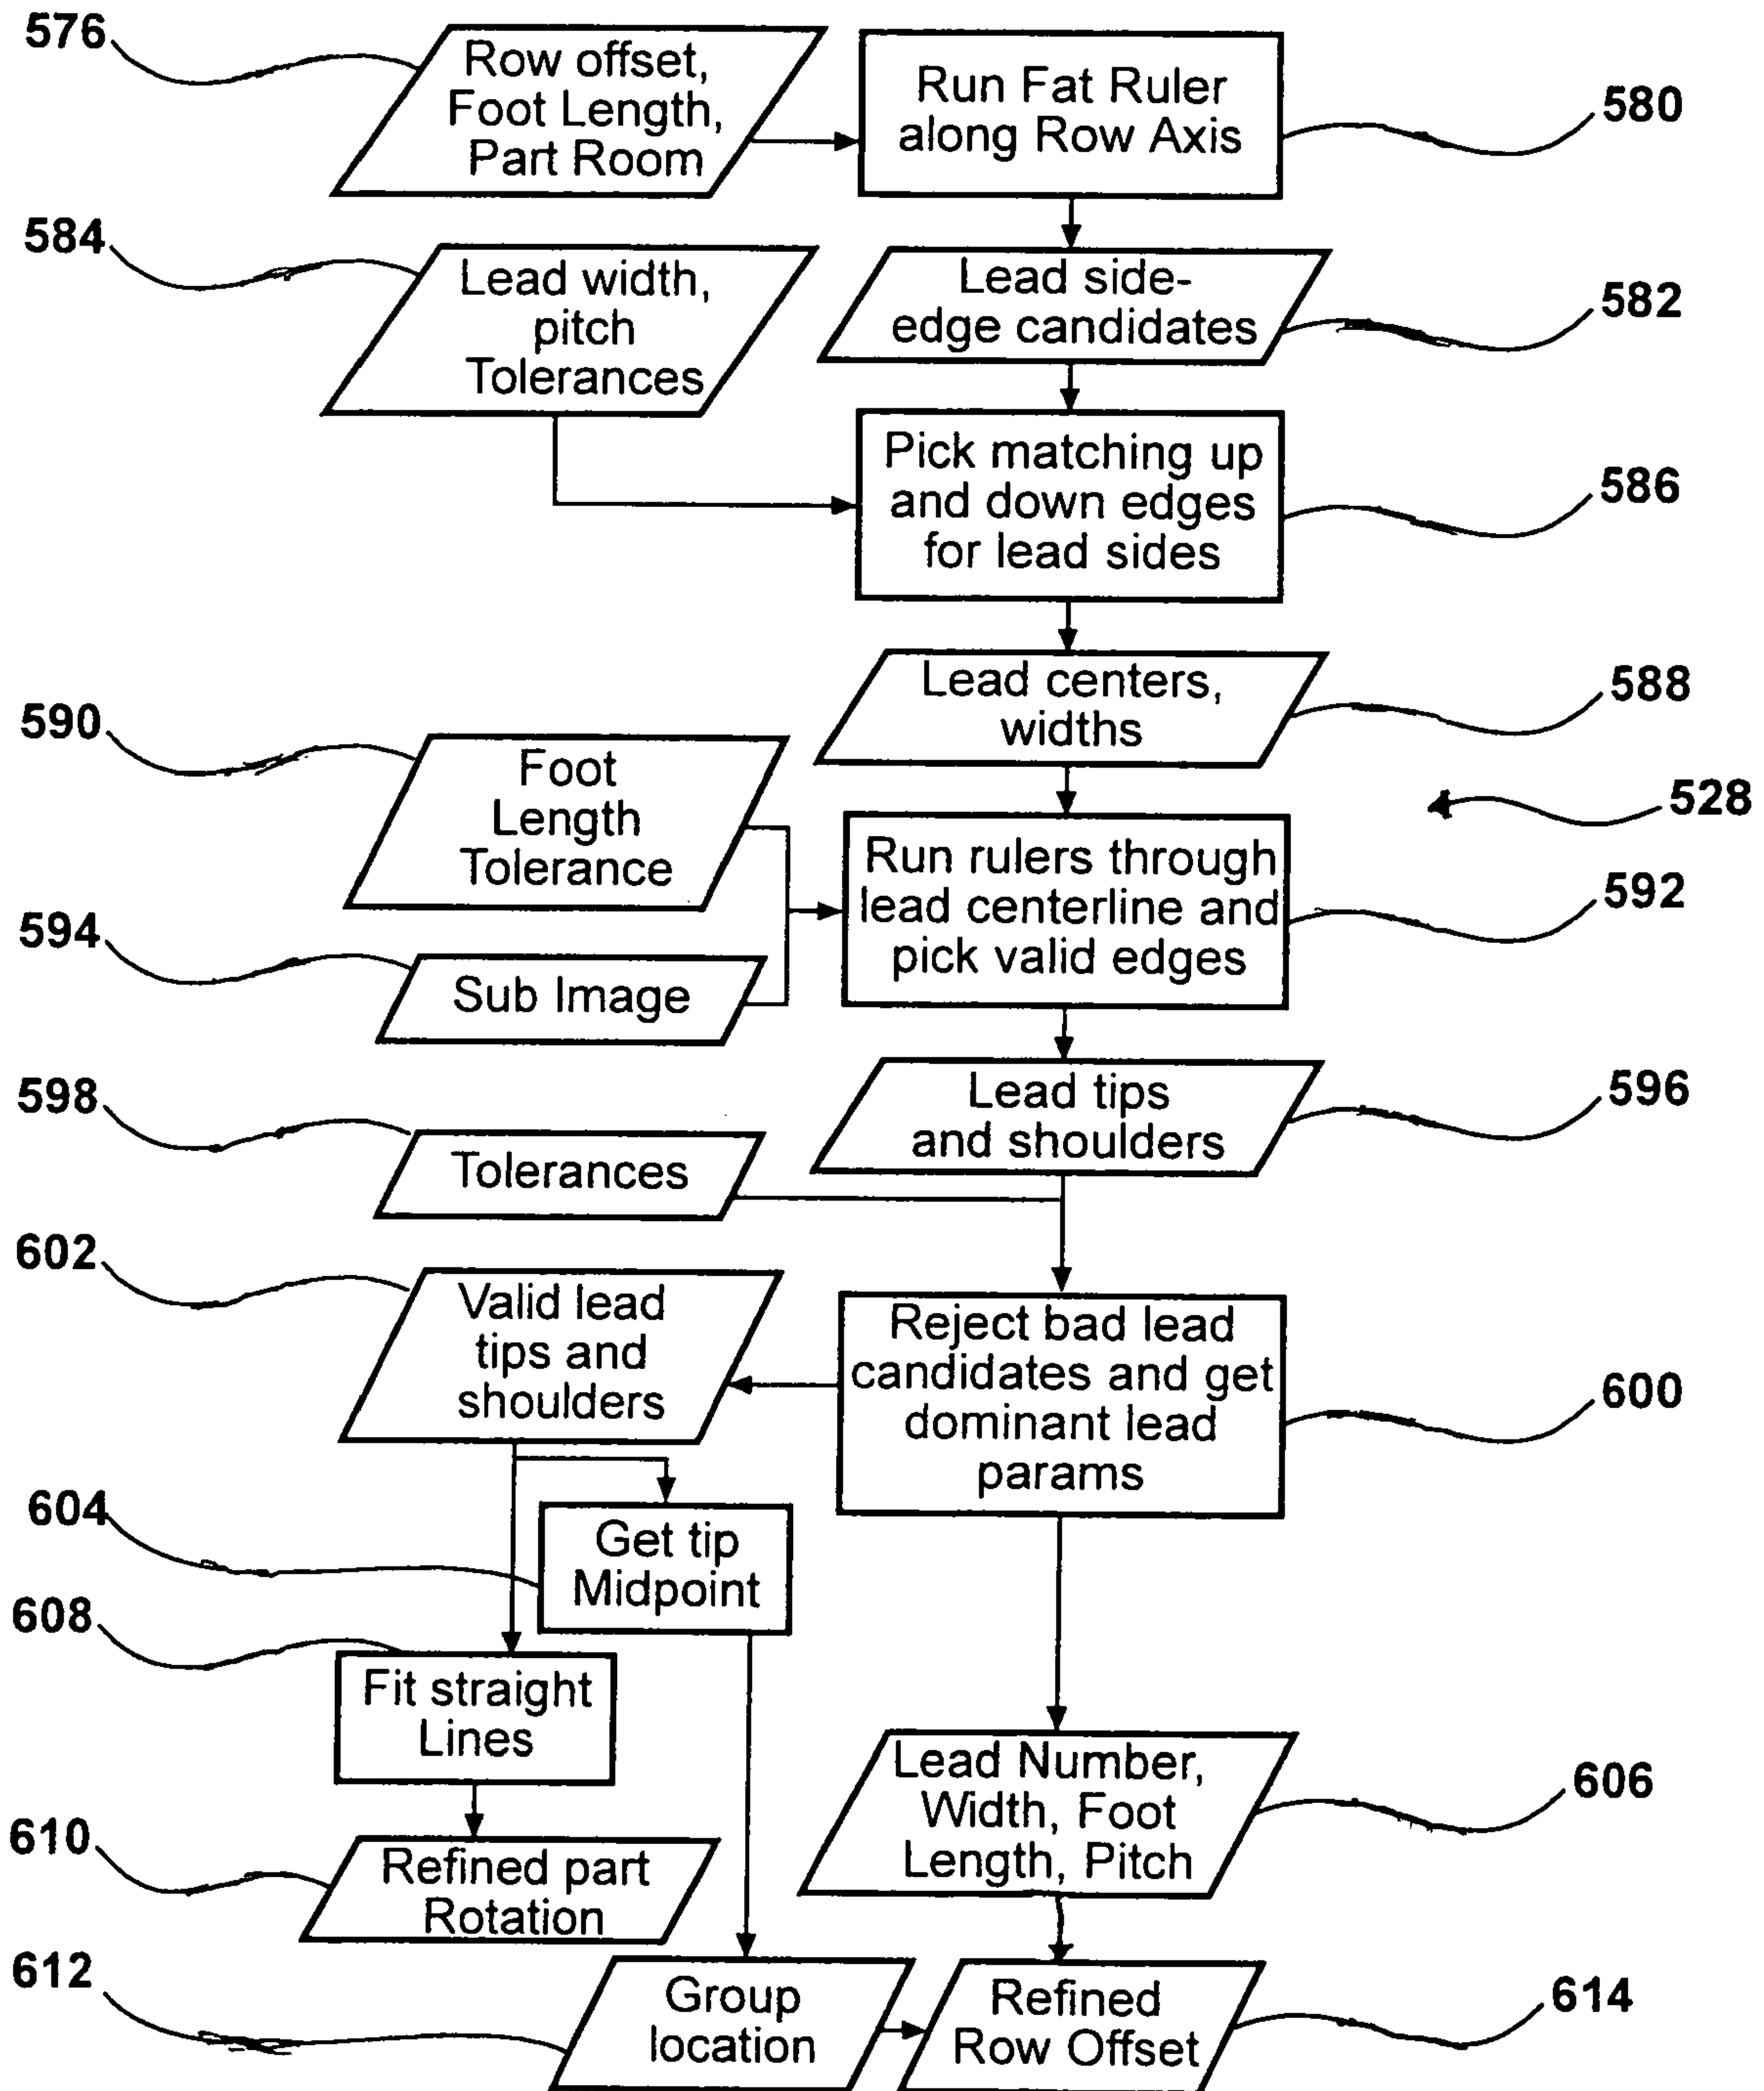 576
Row offset,
Foot Length,
Part Room
Run Fat Ruler
along Row Axis
580
584
Lead width,
pitch
Tolerances
Lead side-
edge candidates
582
Pick matching up
and down edges
for lead sides
586
Lead centers,
widths
588
590
Foot
Length
Tolerance
528
Run rulers through
lead centerline and
pick valid edges
592
594
Sub Image
Lead tips
and shoulders
596
598
Tolerances
602
Valid lead
tips and
shoulders
Reject bad lead
candidates and get
dominant lead
params
600
604
Get tip
Midpoint
608
Fit straight
Lines
Lead Number,
Width, Foot
Length, Pitch
606
610
Refined part
Rotation
612
Group
location
Refined
Row Offset
614